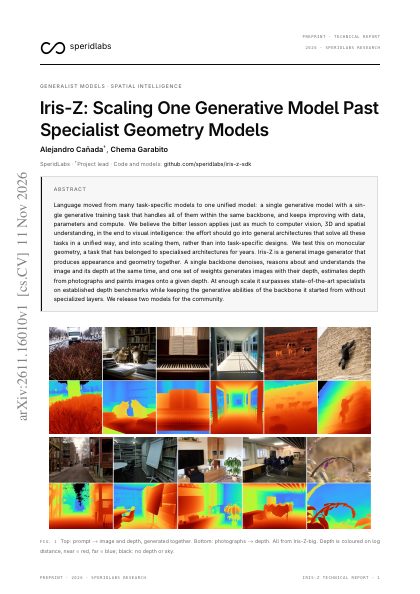 speridlabs
PREPRINT · TECHNICAL REPORT
2026 · SPERIDLABS RESEARCH
GENERALIST MODELS · SPATIAL INTELLIGENCE
Iris-Z: Scaling One Generative Model Past
Specialist Geometry Models
Alejandro Cañada*, Chema Garabito
SperidLabs · *Project lead · Code and models: github.com/speridlabs/iris-z-sdk
ABSTRACT
Language moved from many task-specific models to one unified model: a single generative model with a sin-
gle generative training task that handles all of them within the same backbone, and keeps improving with data,
parameters and compute. We believe the bitter lesson applies just as much to computer vision, 3D and spatial
understanding, in the end to visual intelligence: the effort should go into general architectures that solve all these
tasks in a unified way, and into scaling them, rather than into task-specific designs. We test this on monocular
geometry, a task that has belonged to specialised architectures for years. Iris-Z is a general image generator that
produces appearance and geometry together. A single backbone denoises, reasons about and understands the
image and its depth at the same time, and one set of weights generates images with their depth, estimates depth
from photographs and paints images onto a given depth. At enough scale it surpasses state-of-the-art specialists
on established depth benchmarks while keeping the generative abilities of the backbone it started from without
specialized layers. We release two models for the community.
arXiv:2611.16010v1 [cs.CV] 11 Nov 2026
FIG. 1 Top: prompt → image and depth, generated together. Bottom: photographs → depth. All from Iris-Z-big. Depth is coloured on log
distance, near = red, far = blue; black: no depth or sky.
PREPRINT · 2026 · SPERIDLABS RESEARCH
IRIS-Z TECHNICAL REPORT · 1